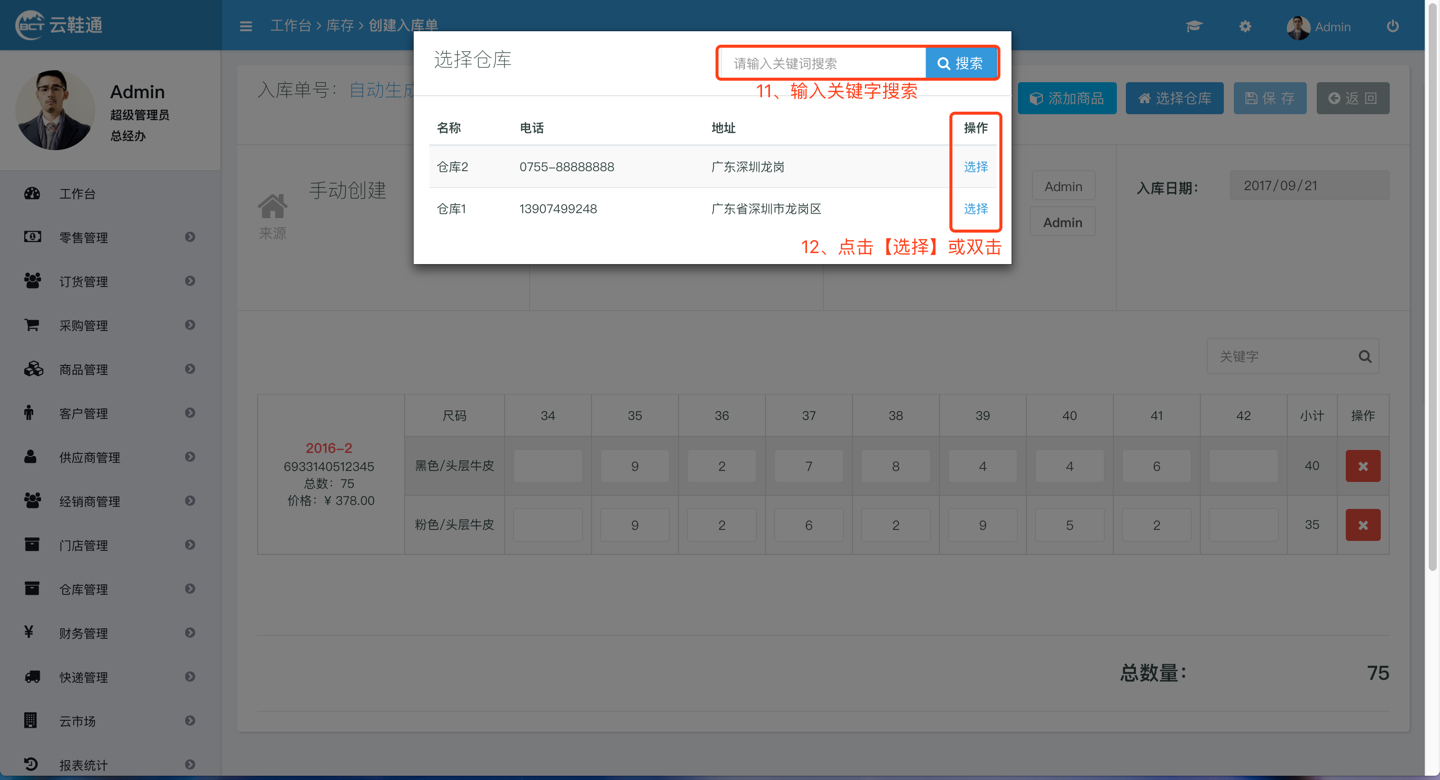 BCT 云鞋通
工作台 > 库存 > 创建入库单
Admin
Admin
超级管理员
总经办
工作台
零售管理
订货管理
采购管理
商品管理
客户管理
供应商管理
经销商管理
门店管理
仓库管理
财务管理
快递管理
云市场
报表统计
入库单号: 自动生成
添加商品
选择仓库
保 存
返 回
选择仓库
请输入关键词搜索
搜索
11、输入关键字搜索
名称 电话 地址 操作
仓库2 0755-88888888 广东深圳龙岗 选择
仓库1 13907499248 广东省深圳市龙岗区 选择
12、点击【选择】或双击
手动创建
来源
Admin
Admin
入库日期: 2017/09/21
关键字
2016-2
6933140512345
总数: 75
价格: ¥ 378.00
尺码 34 35 36 37 38 39 40 41 42 小计 操作
黑色/头层牛皮 9 2 7 8 4 4 6 40
粉色/头层牛皮 9 2 6 2 9 5 2 35
总数量: 75